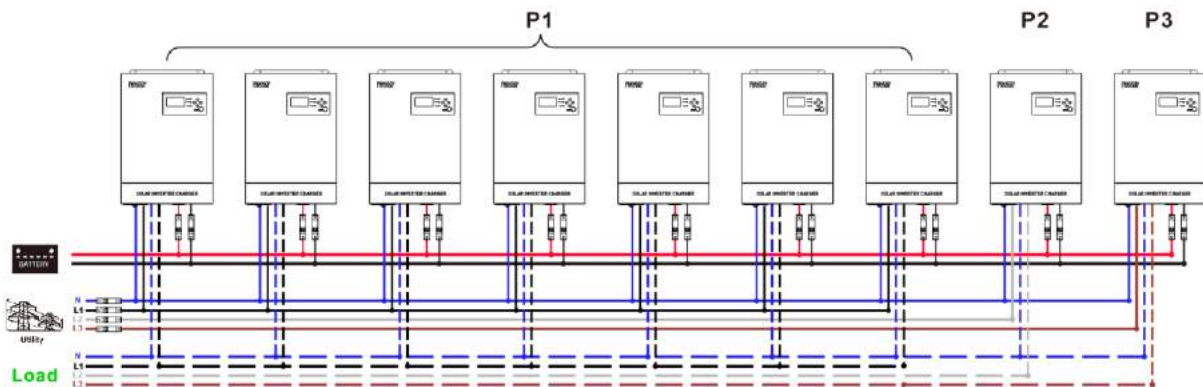 P1 P2 P3
SOLAR INVERTER CHARGER SOLAR INVERTER CHARGER SOLAR INVERTER CHARGER SOLAR INVERTER CHARGER SOLAR INVERTER CHARGER SOLAR INVERTER CHARGER SOLAR INVERTER CHARGER SOLAR INVERTER CHARGER SOLAR INVERTER CHARGER
BATTERY
N
L1
L2
L3
Utility
N
L1
L2
L3
Load